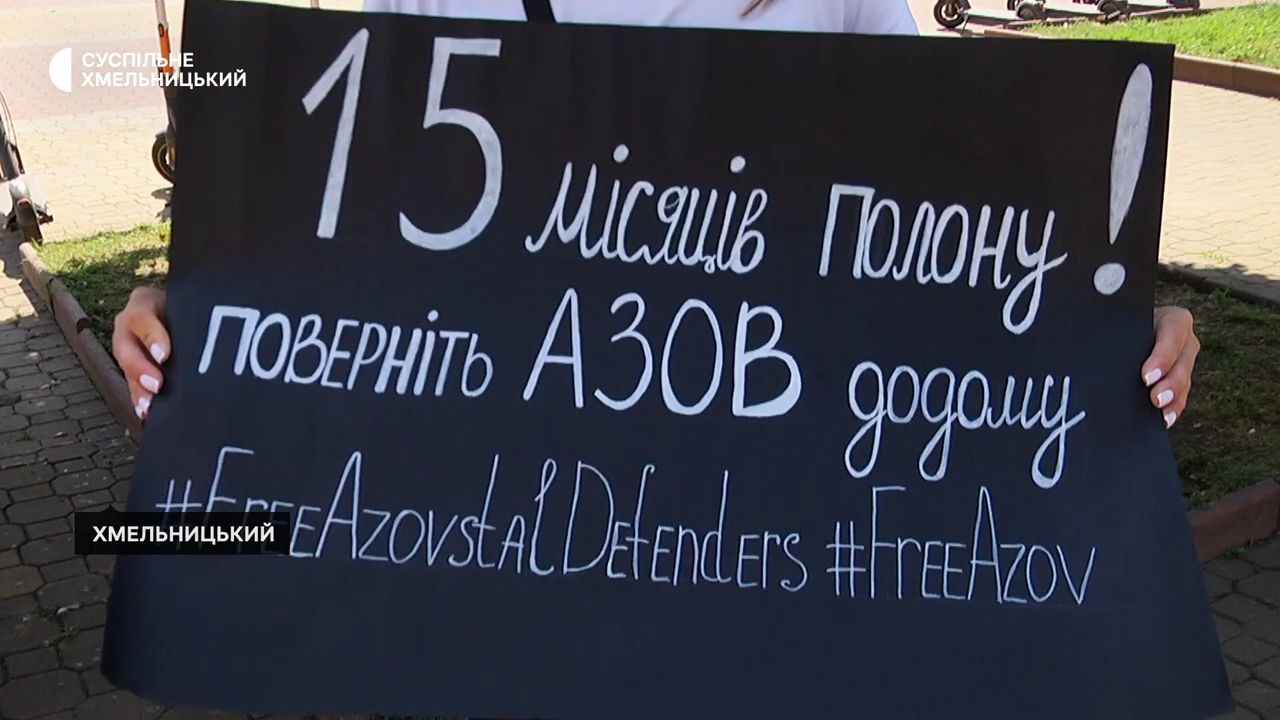 СУСПІЛЬНЕ
ХМЕЛЬНИЦЬКИЙ
15 місяців полону!
поверніть АЗОВ додому
#FreeAzovstalDefenders #FreeAzov
ХМЕЛЬНИЦЬКИЙ